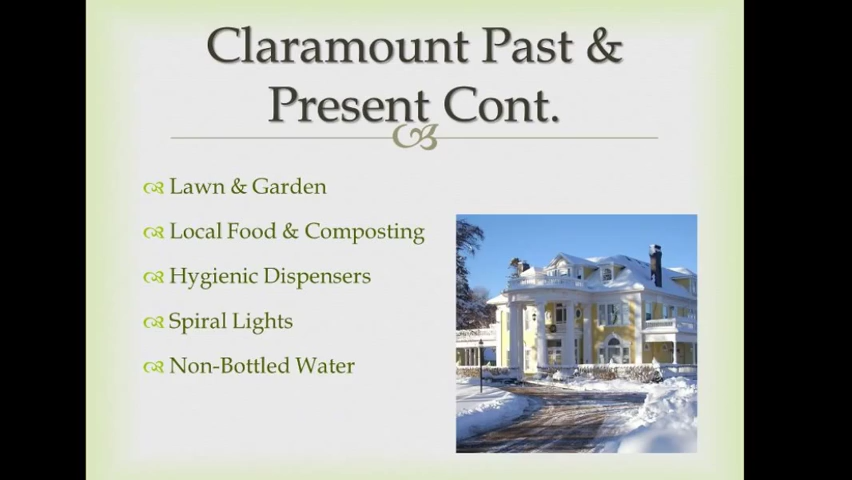 Claramount Past &
Present Cont.
Lawn & Garden
Local Food & Composting
Hygienic Dispensers
Spiral Lights
Non-Bottled Water